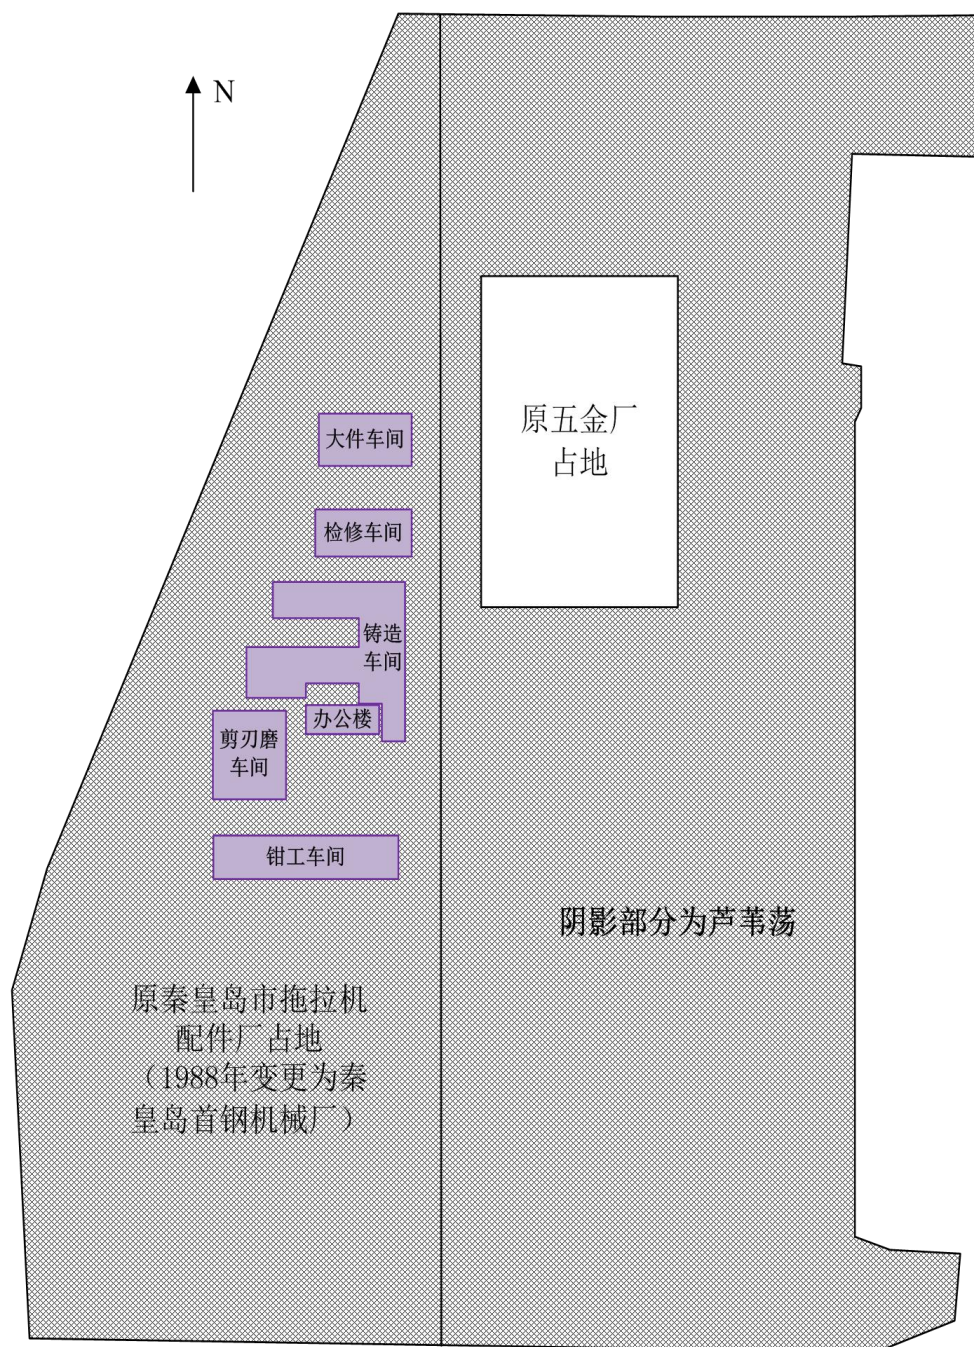 N
原五金厂
占地
大件车间
检修车间
铸造
车间
办公楼
剪刃磨
车间
钳工车间
阴影部分为芦苇荡
原秦皇岛市拖拉机
配件厂占地
（1988年变更为秦
皇岛首钢机械厂）